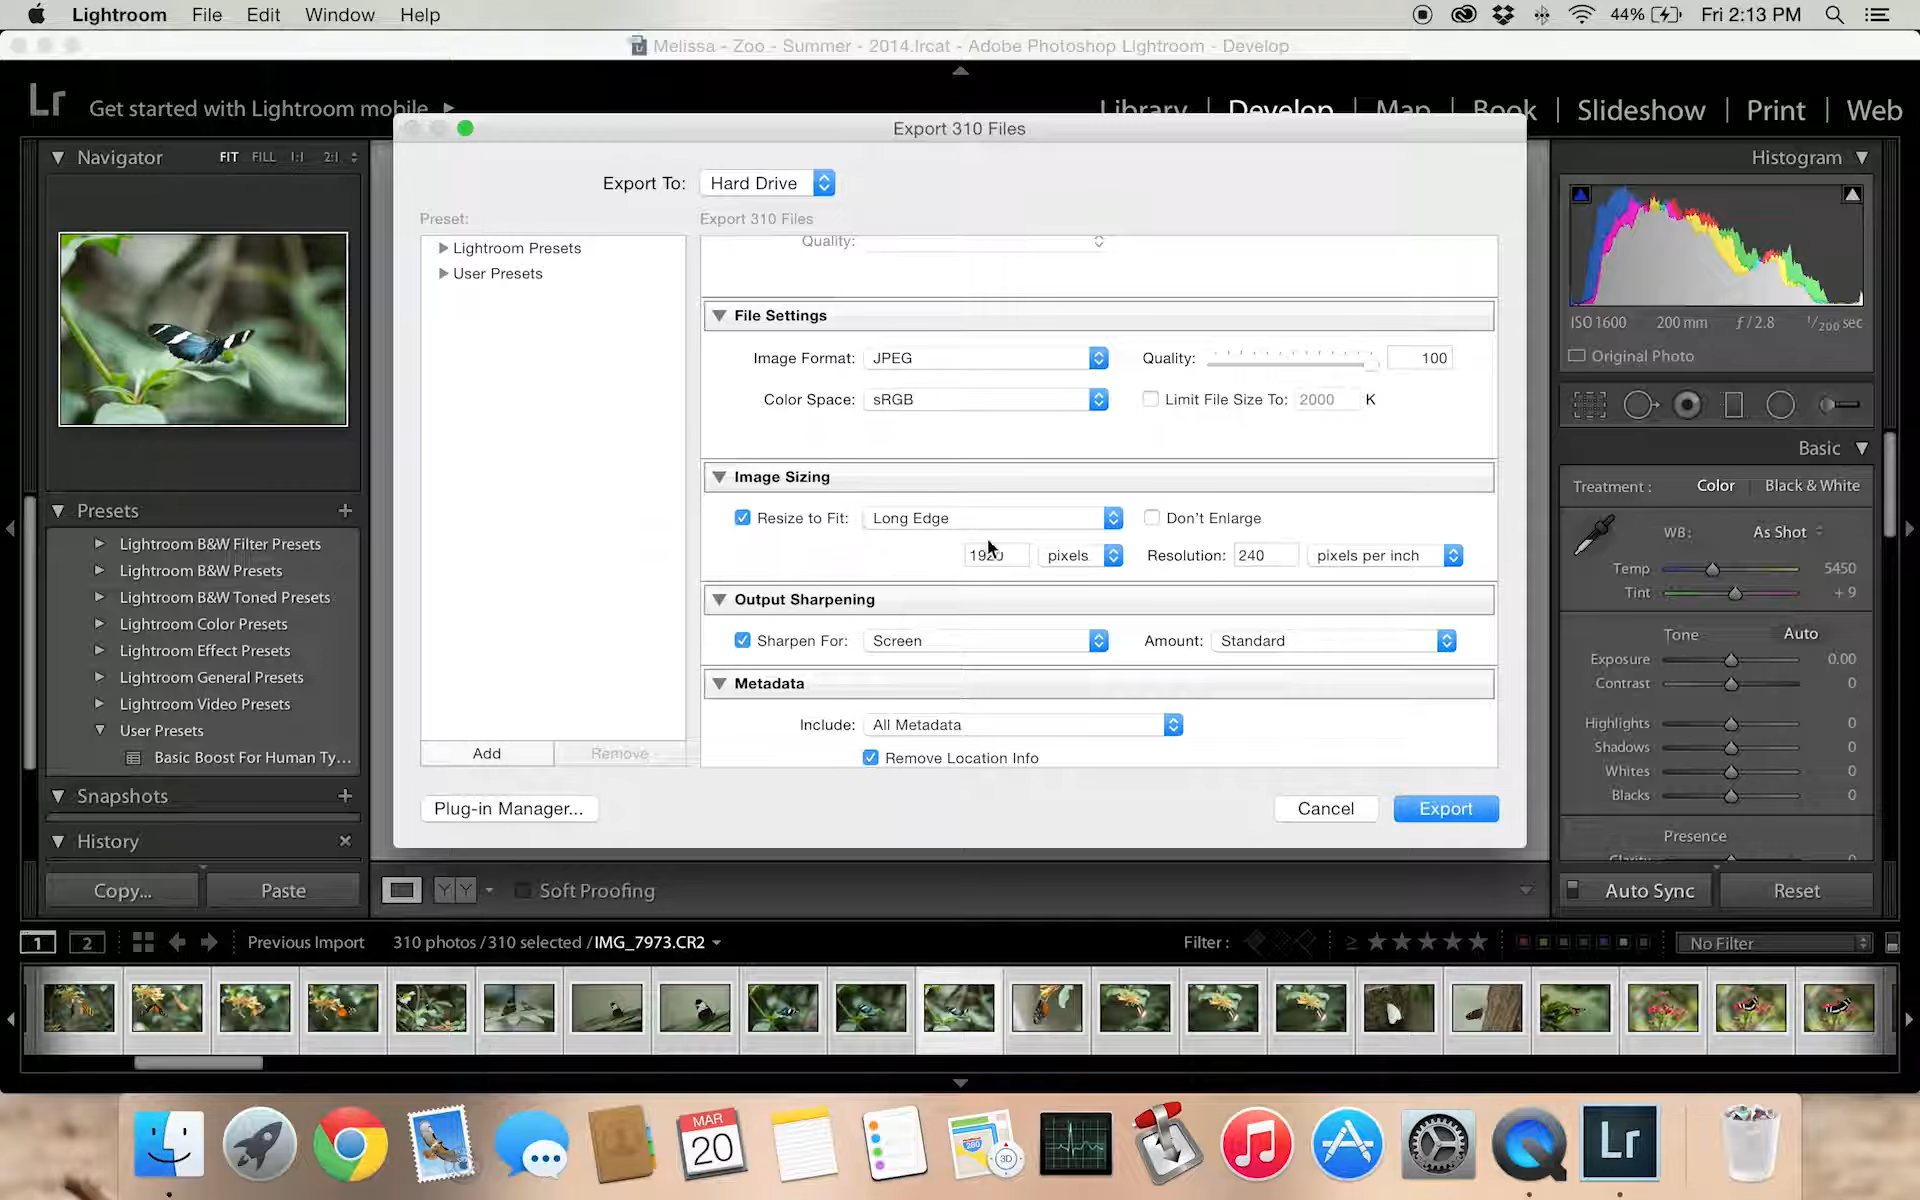 Lightroom File Edit Window Help 44% Fri 2:13 PM
Melissa - Zoo - Summer - 2014.lrcat - Adobe Photoshop Lightroom - Develop
Lr Get started with Lightroom mobile Library | Develop | Map | Book | Slideshow | Print | Web
Export 310 Files
Navigator FIT FILL 1:1 2:1
Histogram
Export To: Hard Drive
Preset: Export 310 Files
Lightroom Presets
User Presets
Quality:
File Settings
Image Format: JPEG Quality: 100
Color Space: sRGB Limit File Size To: 2000 K
Image Sizing
Resize to Fit: Long Edge Don't Enlarge
1920 pixels Resolution: 240 pixels per inch
Output Sharpening
Sharpen For: Screen Amount: Standard
Metadata
Include: All Metadata
Remove Location Info
Add Remove
Plug-in Manager... Cancel Export
ISO 1600 200 mm ƒ / 2.8 1/200 sec
Original Photo
Basic
Treatment : Color Black & White
WB: As Shot
Temp 5450
Tint + 9
Tone Auto
Exposure 0.00
Contrast 0
Highlights 0
Shadows 0
Whites 0
Blacks 0
Presence
Clarity 0
Presets
Lightroom B&W Filter Presets
Lightroom B&W Presets
Lightroom B&W Toned Presets
Lightroom Color Presets
Lightroom Effect Presets
Lightroom General Presets
Lightroom Video Presets
User Presets
Basic Boost For Human Ty...
Snapshots
History
Copy... Paste
YY Soft Proofing
Auto Sync Reset
1 2 Previous Import 310 photos / 310 selected / IMG_7973.CR2 Filter : No Filter
MAR
20
280
3D
Lr